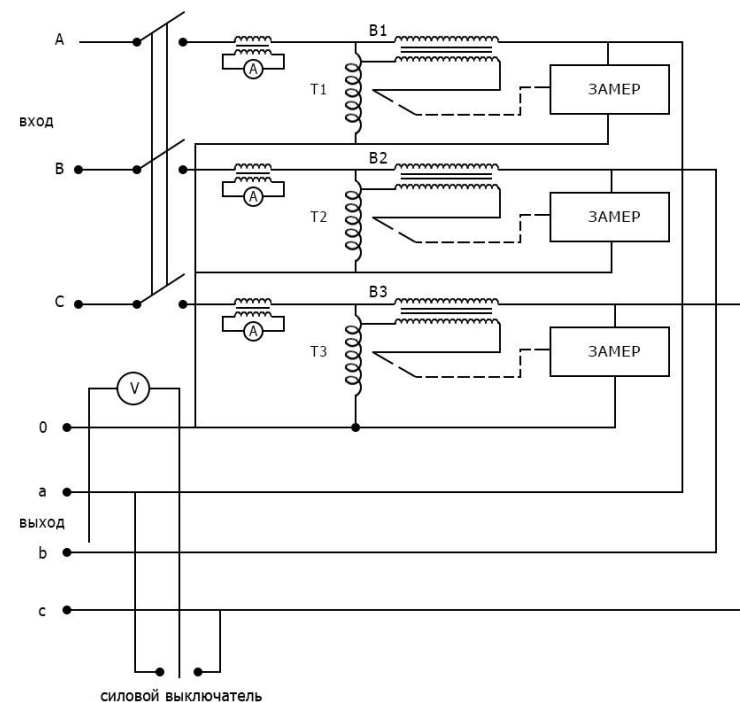 B1
A
A
T1
ЗАМЕР
вход
B2
B
A
T2
ЗАМЕР
B3
C
A
T3
ЗАМЕР
V
0
a
выход
b
c
силовой выключатель